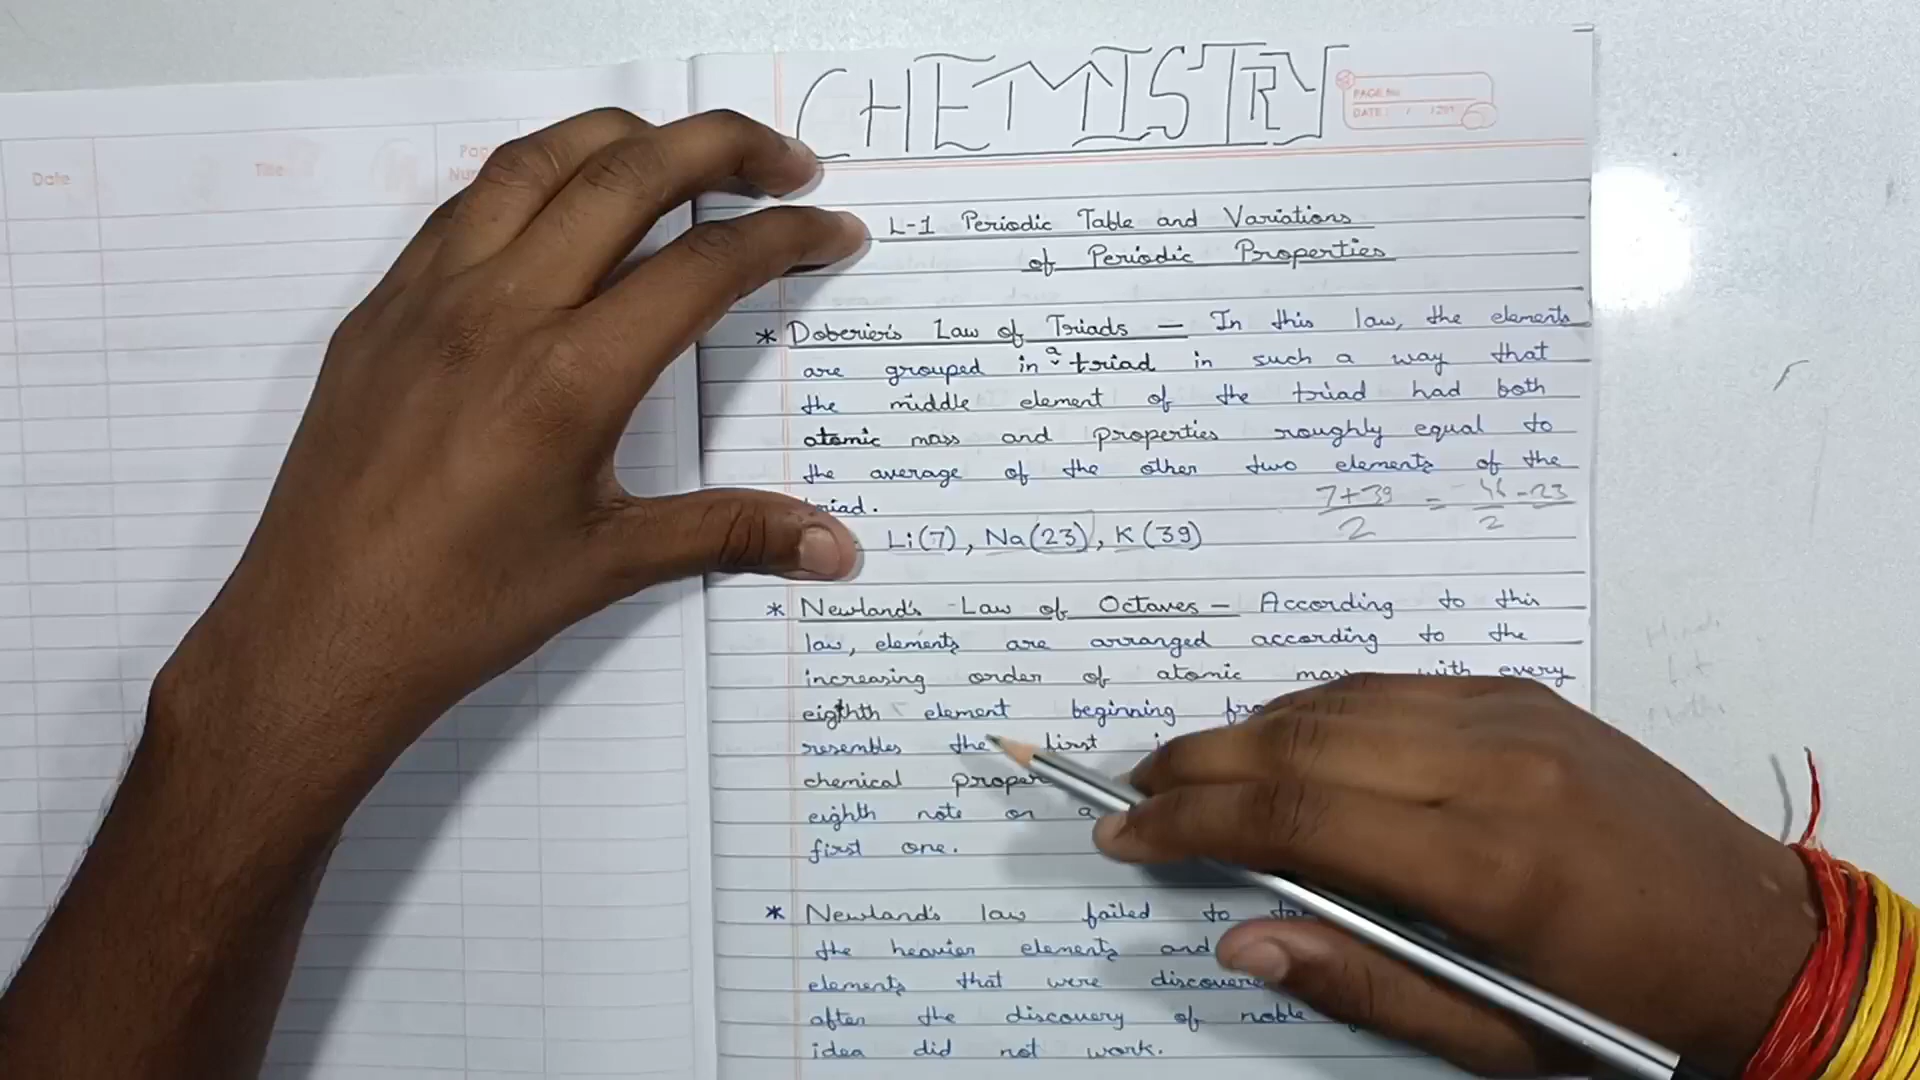 CHEMISTRY
PAGE No
DATE: / /201
Date
Title
L-1 Periodic Table and Variations
of Periodic Properties
* Doberier's Law of Triads — In this law, the elements
are grouped in a triad in such a way that
the middle element of the triad had both
atomic mass and properties roughly equal to
the average of the other two elements of the
triad.
7+39/2 = 46/2 - 23
Li(7), Na(23), K(39)
* Newland's Law of Octaves — According to this
law, elements are arranged according to the
increasing order of atomic mass with every
eighth element beginning
resembles the first
chemical
eighth note on a
first one.
* Newland's law failed to
the heavier elements and
elements that were
after the discovery of noble
idea did not work.